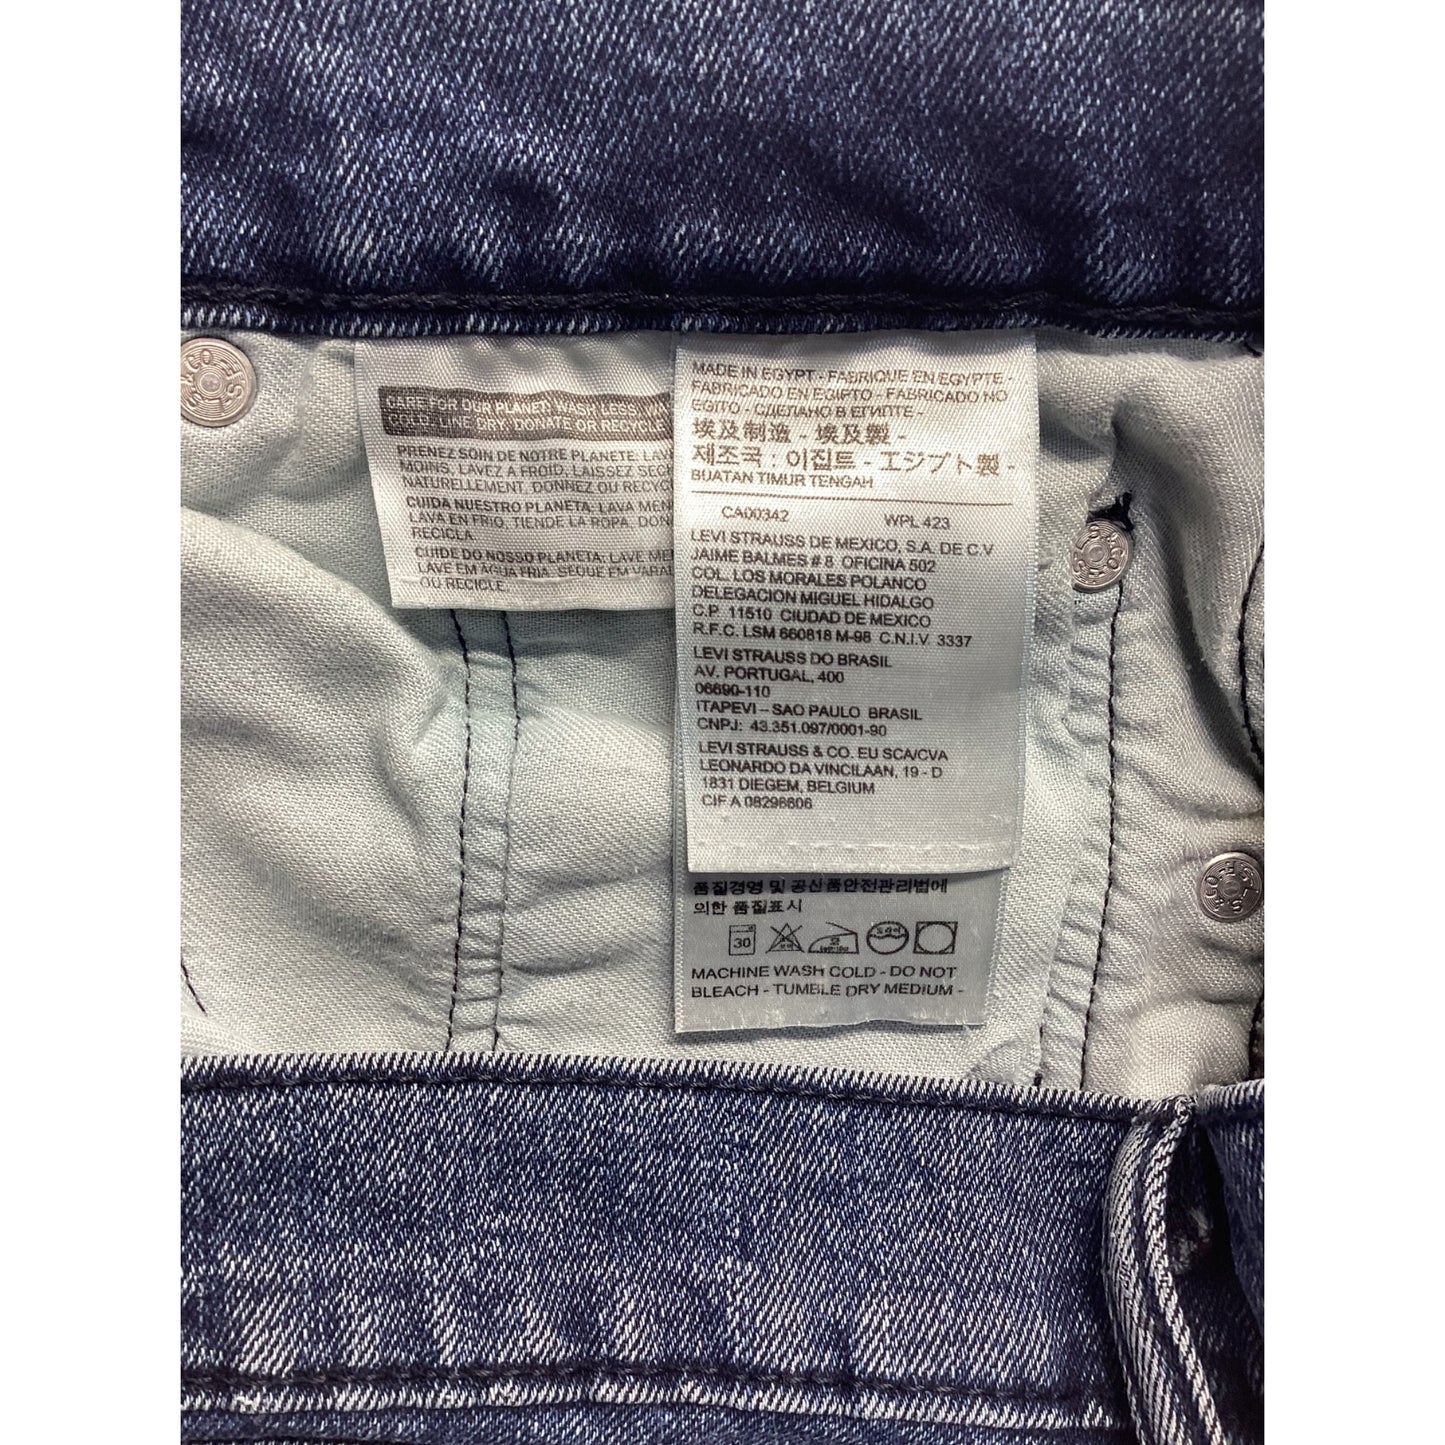 CARE FOR OUR PLANET: WASH LESS, WA
COLD, LINE DRY, DONATE OR RECYCLE
PRENEZ SOIN DE NOTRE PLANETE: LAV
MOINS, LAVEZ A FROID, LAISSEZ SECH
NATURELLEMENT, DONNEZ OU RECYC
CUIDA NUESTRO PLANETA: LAVA MEN
LAVA EN FRIO, TIENDE LA ROPA, DON
RECICLA
CUIDE DO NOSSO PLANETA: LAVE ME
LAVE EM AGUA FRIA, SEQUE EM VARAL
OU RECICLE.
MADE IN EGYPT - FABRIQUE EN EGYPTE -
FABRICADO EN EGIPTO - FABRICADO NO
EGITO - СДЕЛАНО В ЕГИПТЕ -
埃及制造 - 埃及製 -
제조국 : 이집트 - エジプト製 -
BUATAN TIMUR TENGAH
CA00342 WPL 423
LEVI STRAUSS DE MEXICO, S.A. DE C.V
JAIME BALMES # 8 OFICINA 502
COL. LOS MORALES POLANCO
DELEGACION MIGUEL HIDALGO
C.P. 11510 CIUDAD DE MEXICO
R.F.C. LSM 660818 M-98 C.N.I.V. 3337
LEVI STRAUSS DO BRASIL
AV. PORTUGAL, 400
06690-110
ITAPEVI – SAO PAULO BRASIL
CNPJ: 43.351.097/0001-90
LEVI STRAUSS & CO. EU SCA/CVA
LEONARDO DA VINCILAAN, 19 - D
1831 DIEGEM, BELGIUM
CIF A 08296606
품질경영 및 공산품안전관리법에
의한 품질표시
30
MACHINE WASH COLD - DO NOT
BLEACH - TUMBLE DRY MEDIUM -